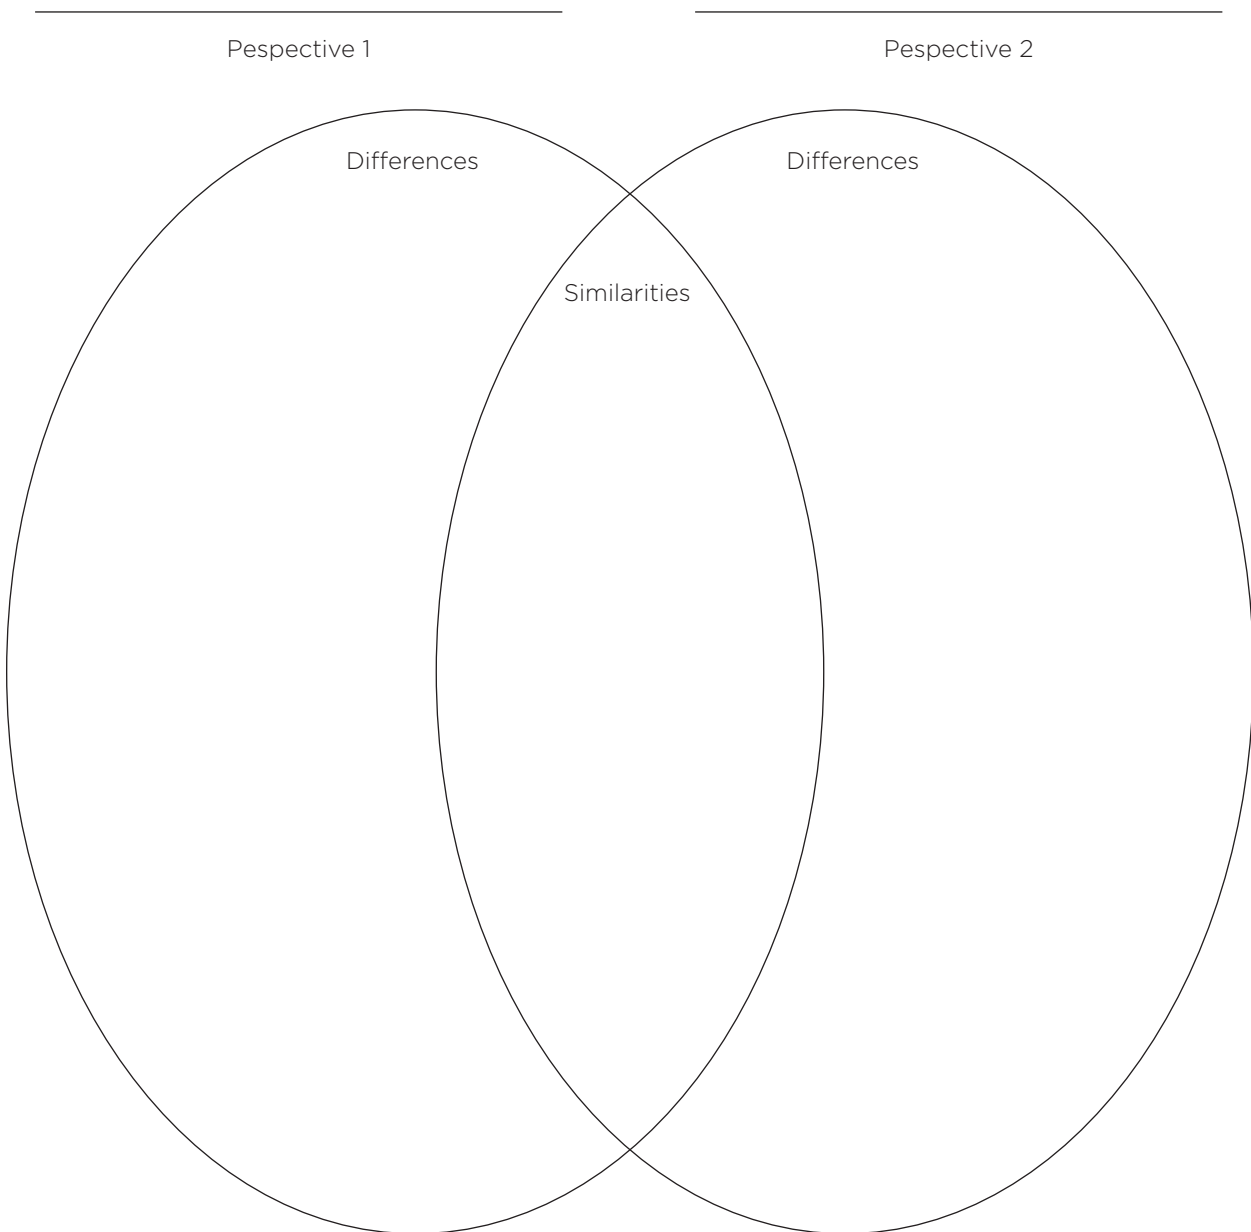 Pespective 1
Pespective 2
Differences
Differences
Similarities